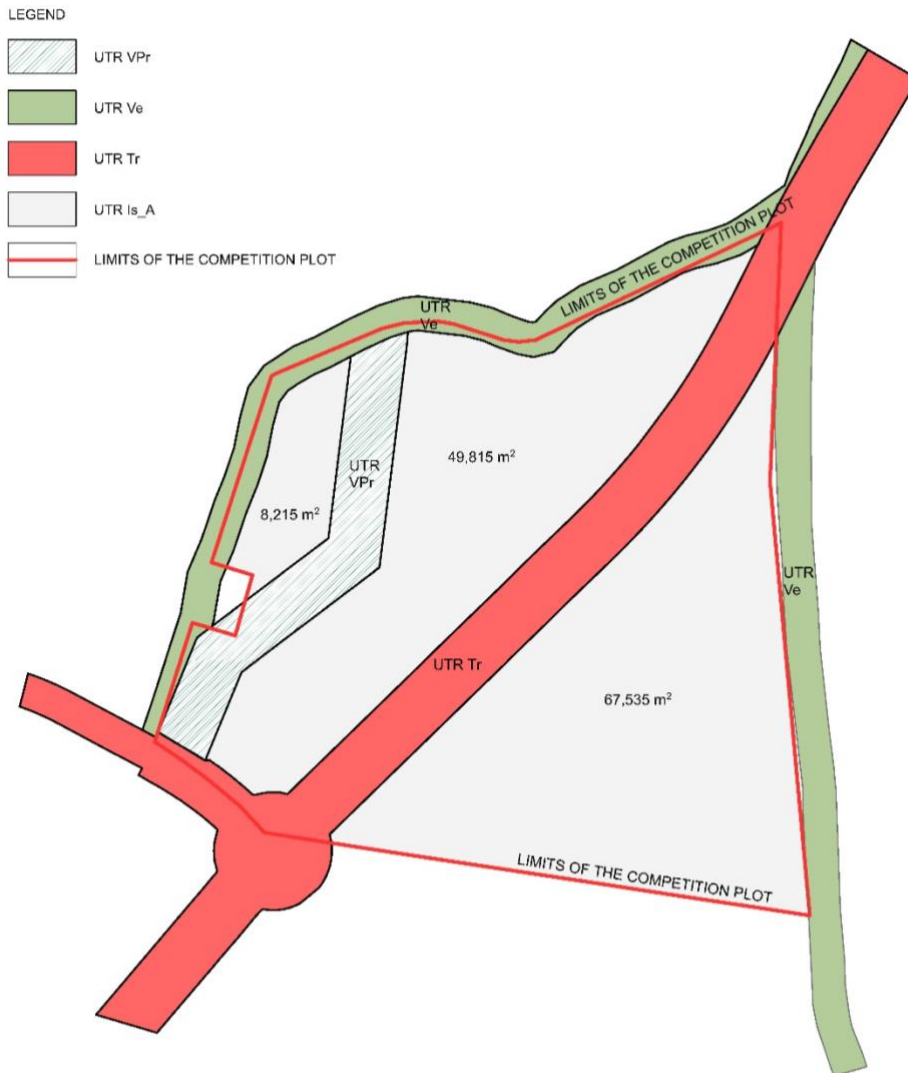 LEGEND
UTR VPr
UTR Ve
UTR Tr
UTR Is_A
LIMITS OF THE COMPETITION PLOT
LIMITS OF THE COMPETITION PLOT
UTR
Ve
49,815 m²
UTR
VPr
8,215 m²
UTR
Ve
UTR Tr
67,535 m²
LIMITS OF THE COMPETITION PLOT